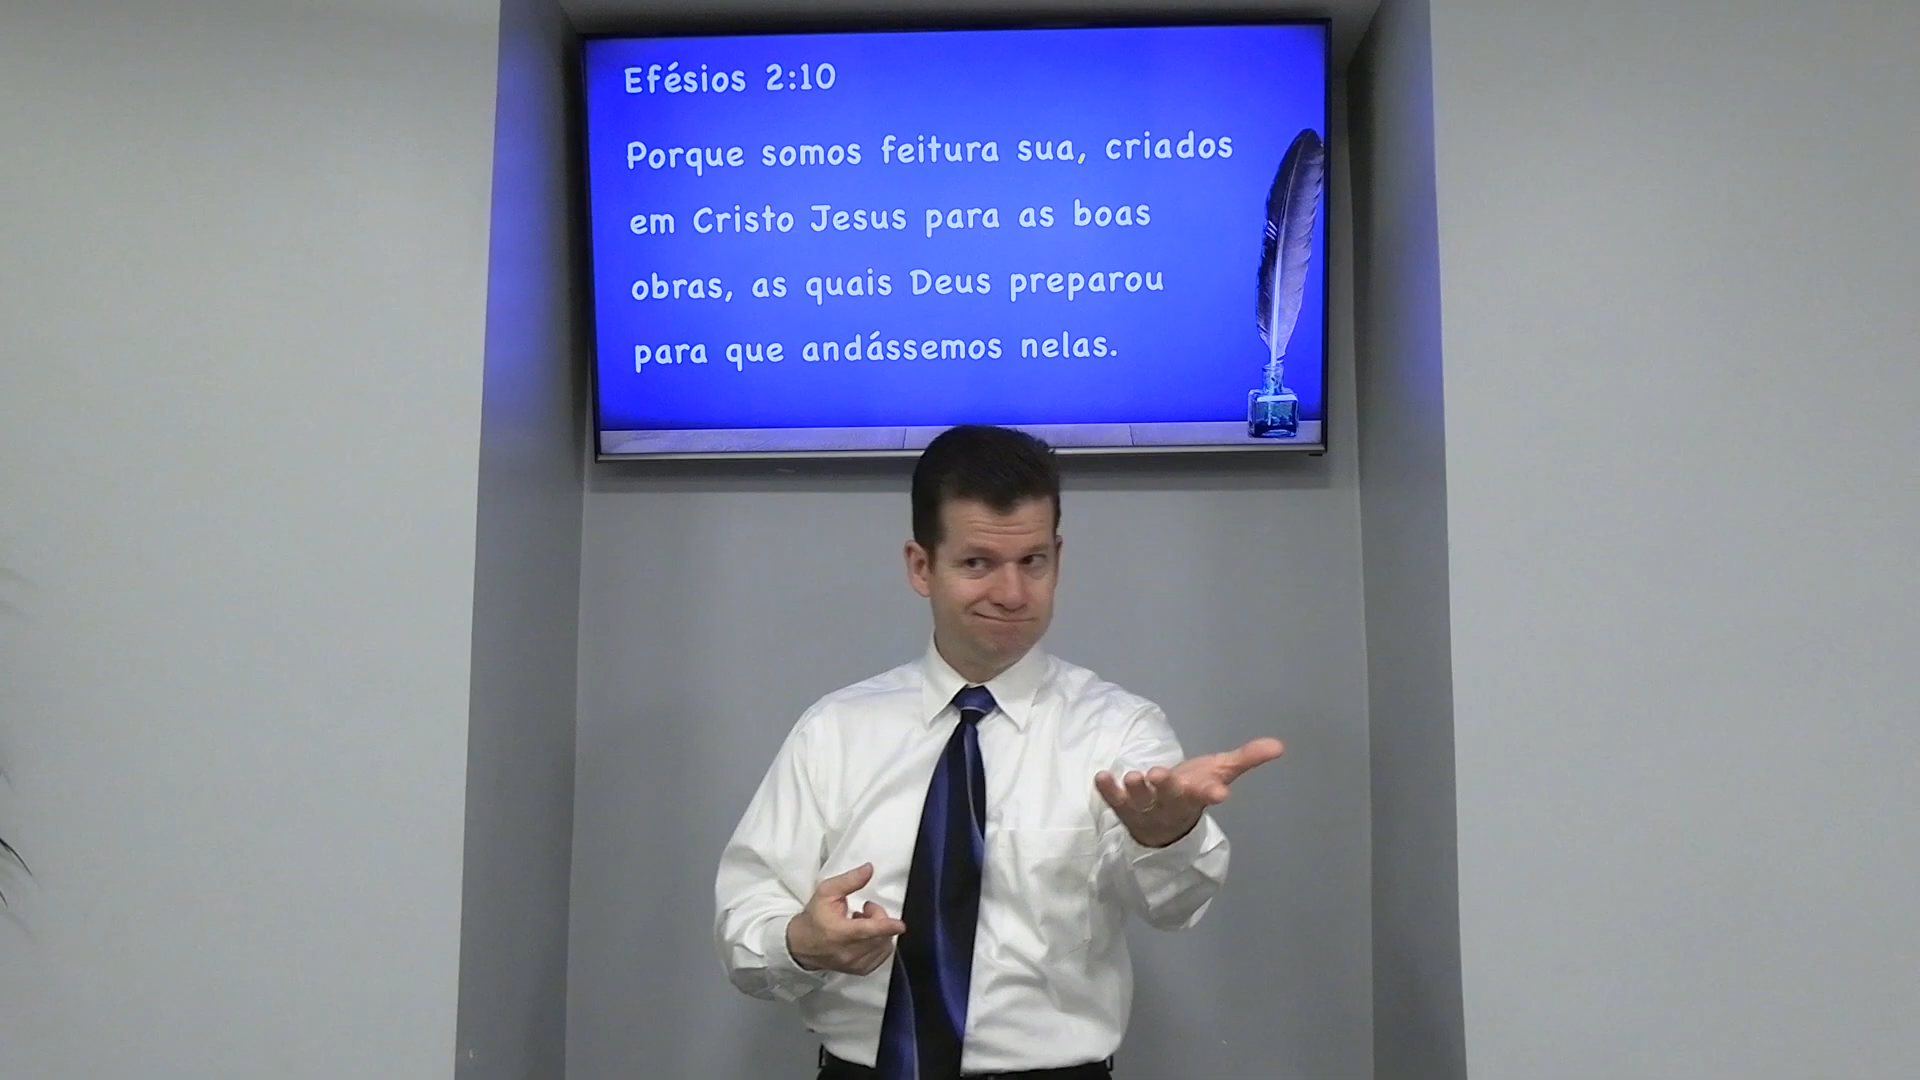 Efésios 2:10
Porque somos feitura sua, criados
em Cristo Jesus para as boas
obras, as quais Deus preparou
para que andássemos nelas.